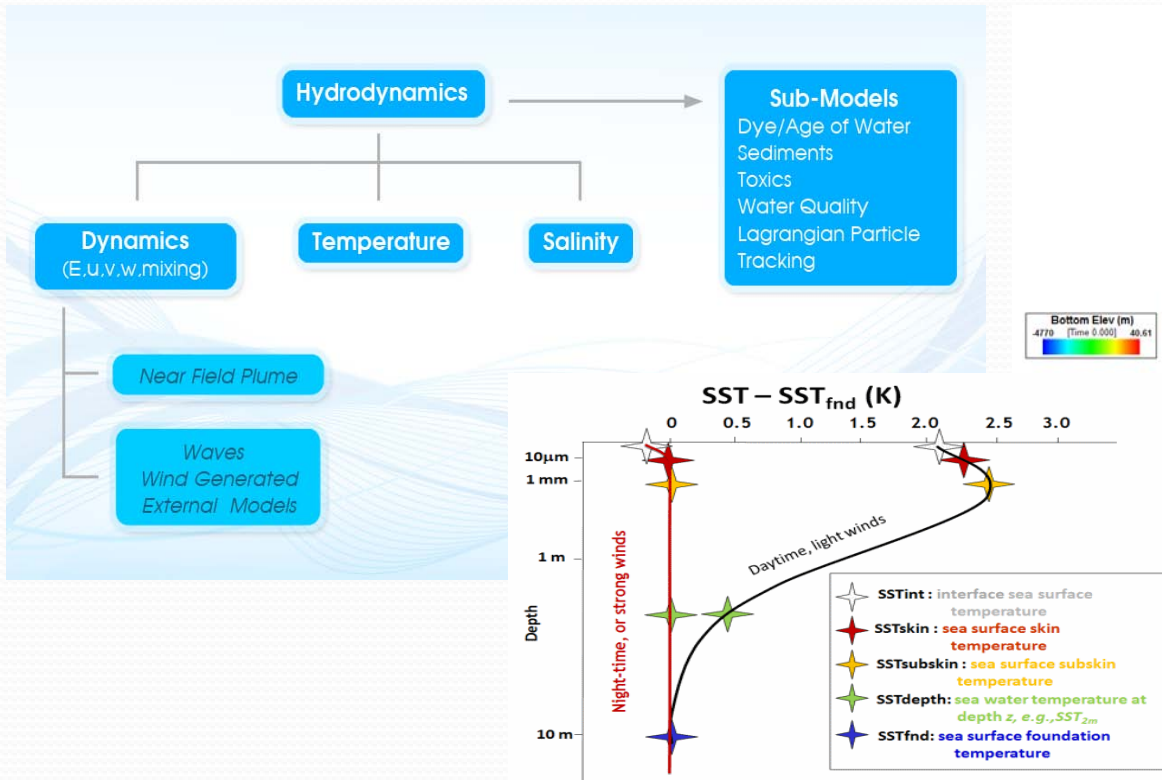 Hydrodynamics
Sub-Models
Dye/Age of Water
Sediments
Toxics
Water Quality
Lagrangian Particle
Tracking
Dynamics
(E,u,v,w,mixing)
Temperature
Salinity
Near Field Plume
Waves
Wind Generated
External Models
Bottom Elev (m)
-4770 [Time 0.000] 40.61
SST – SSTfnd (K)
0 0.5 1.0 1.5 2.0 2.5 3.0
10μm
1 mm
1 m
10 m
Depth
Night-time, or strong winds
Daytime, light winds
SSTint : interface sea surface
temperature
SSTskin : sea surface skin
temperature
SSTsubskin : sea surface subskin
temperature
SSTdepth: sea water temperature at
depth z, e.g.,SST2m
SSTfnd: sea surface foundation
temperature